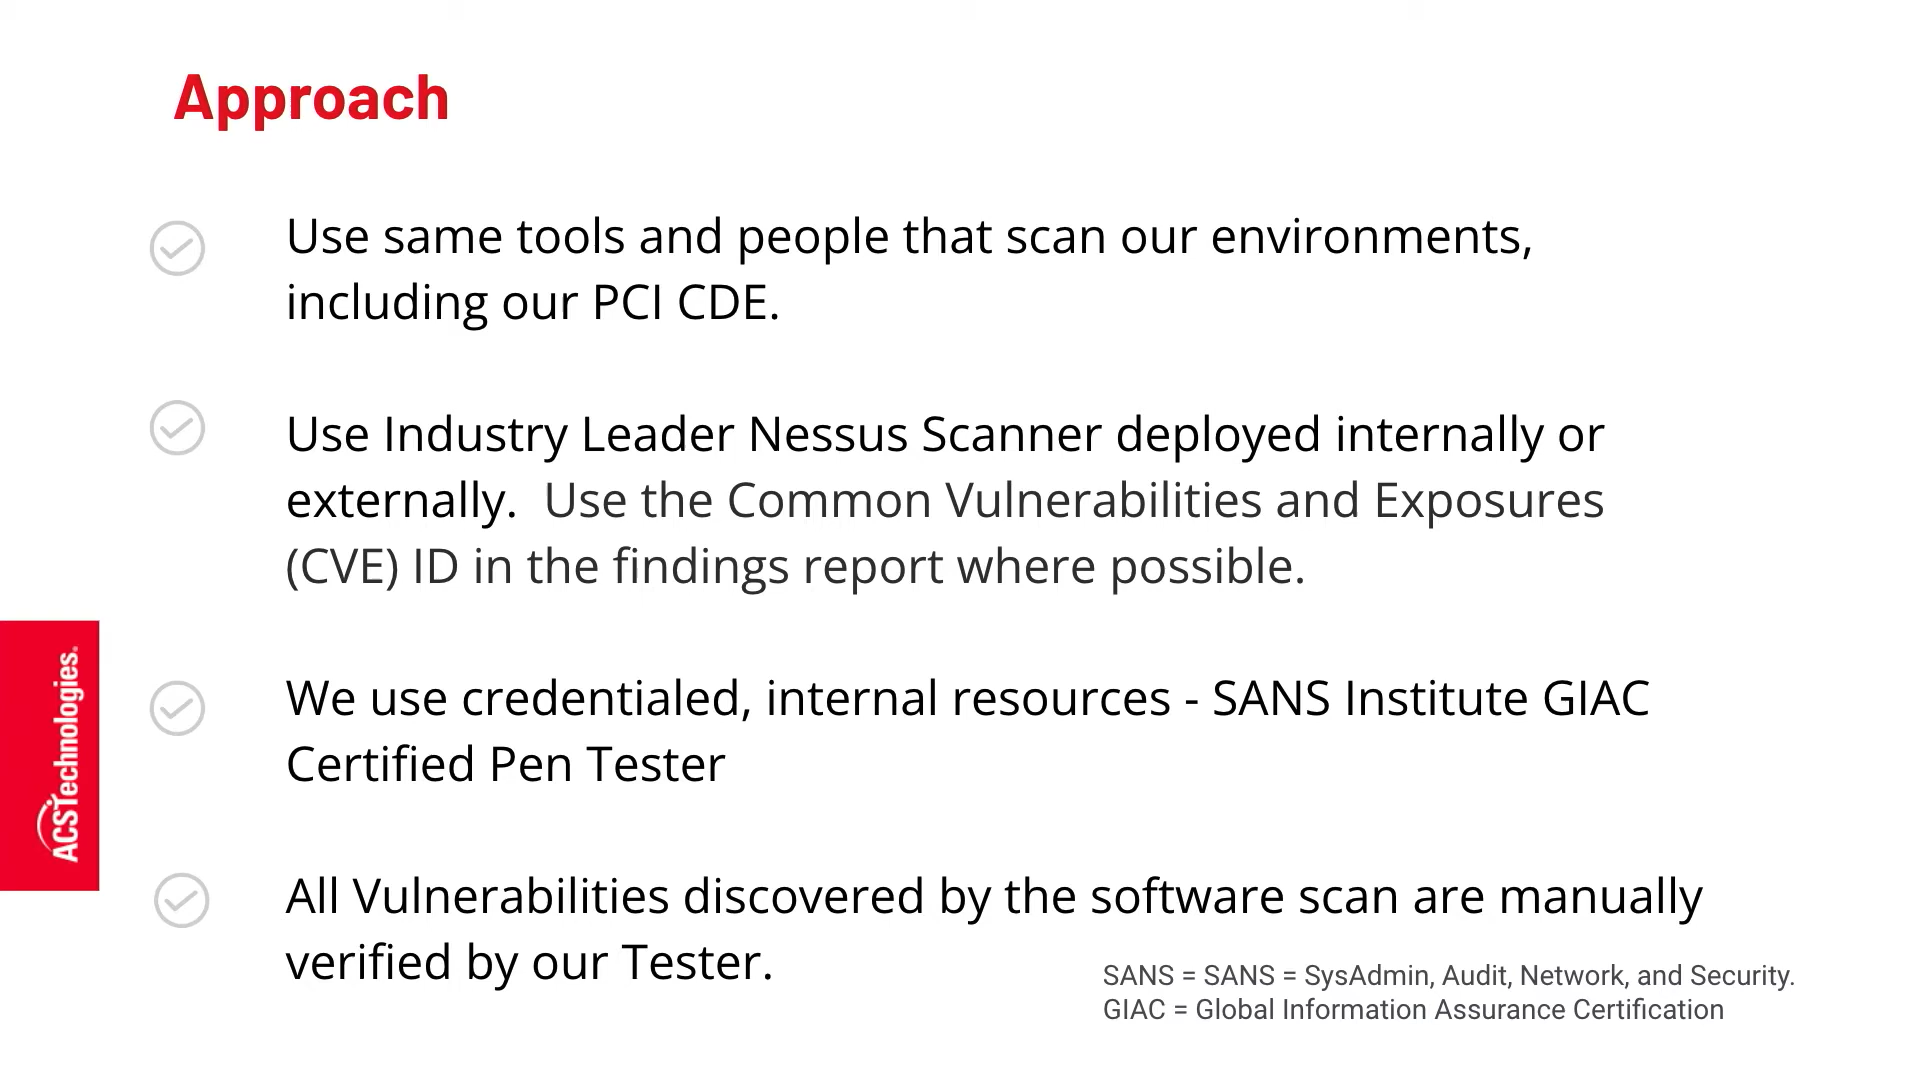 Approach
Use same tools and people that scan our environments,
including our PCI CDE.
Use Industry Leader Nessus Scanner deployed internally or
externally.  Use the Common Vulnerabilities and Exposures
(CVE) ID in the findings report where possible.
We use credentialed, internal resources - SANS Institute GIAC
Certified Pen Tester
All Vulnerabilities discovered by the software scan are manually
verified by our Tester.
SANS = SANS = SysAdmin, Audit, Network, and Security.
GIAC = Global Information Assurance Certification
ACSTechnologies.